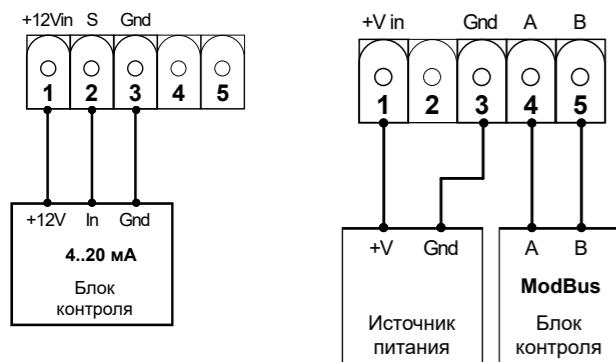 +12Vin S Gnd
1 2 3 4 5
+12V In Gnd
4..20 мА
Блок
контроля
+V in Gnd A B
1 2 3 4 5
+V Gnd
Источник
питания
A B
ModBus
Блок
контроля